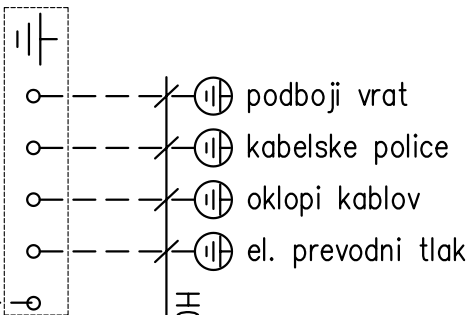 podboji vrat
kabelske police
oklopi kablov
el. prevodni tlak